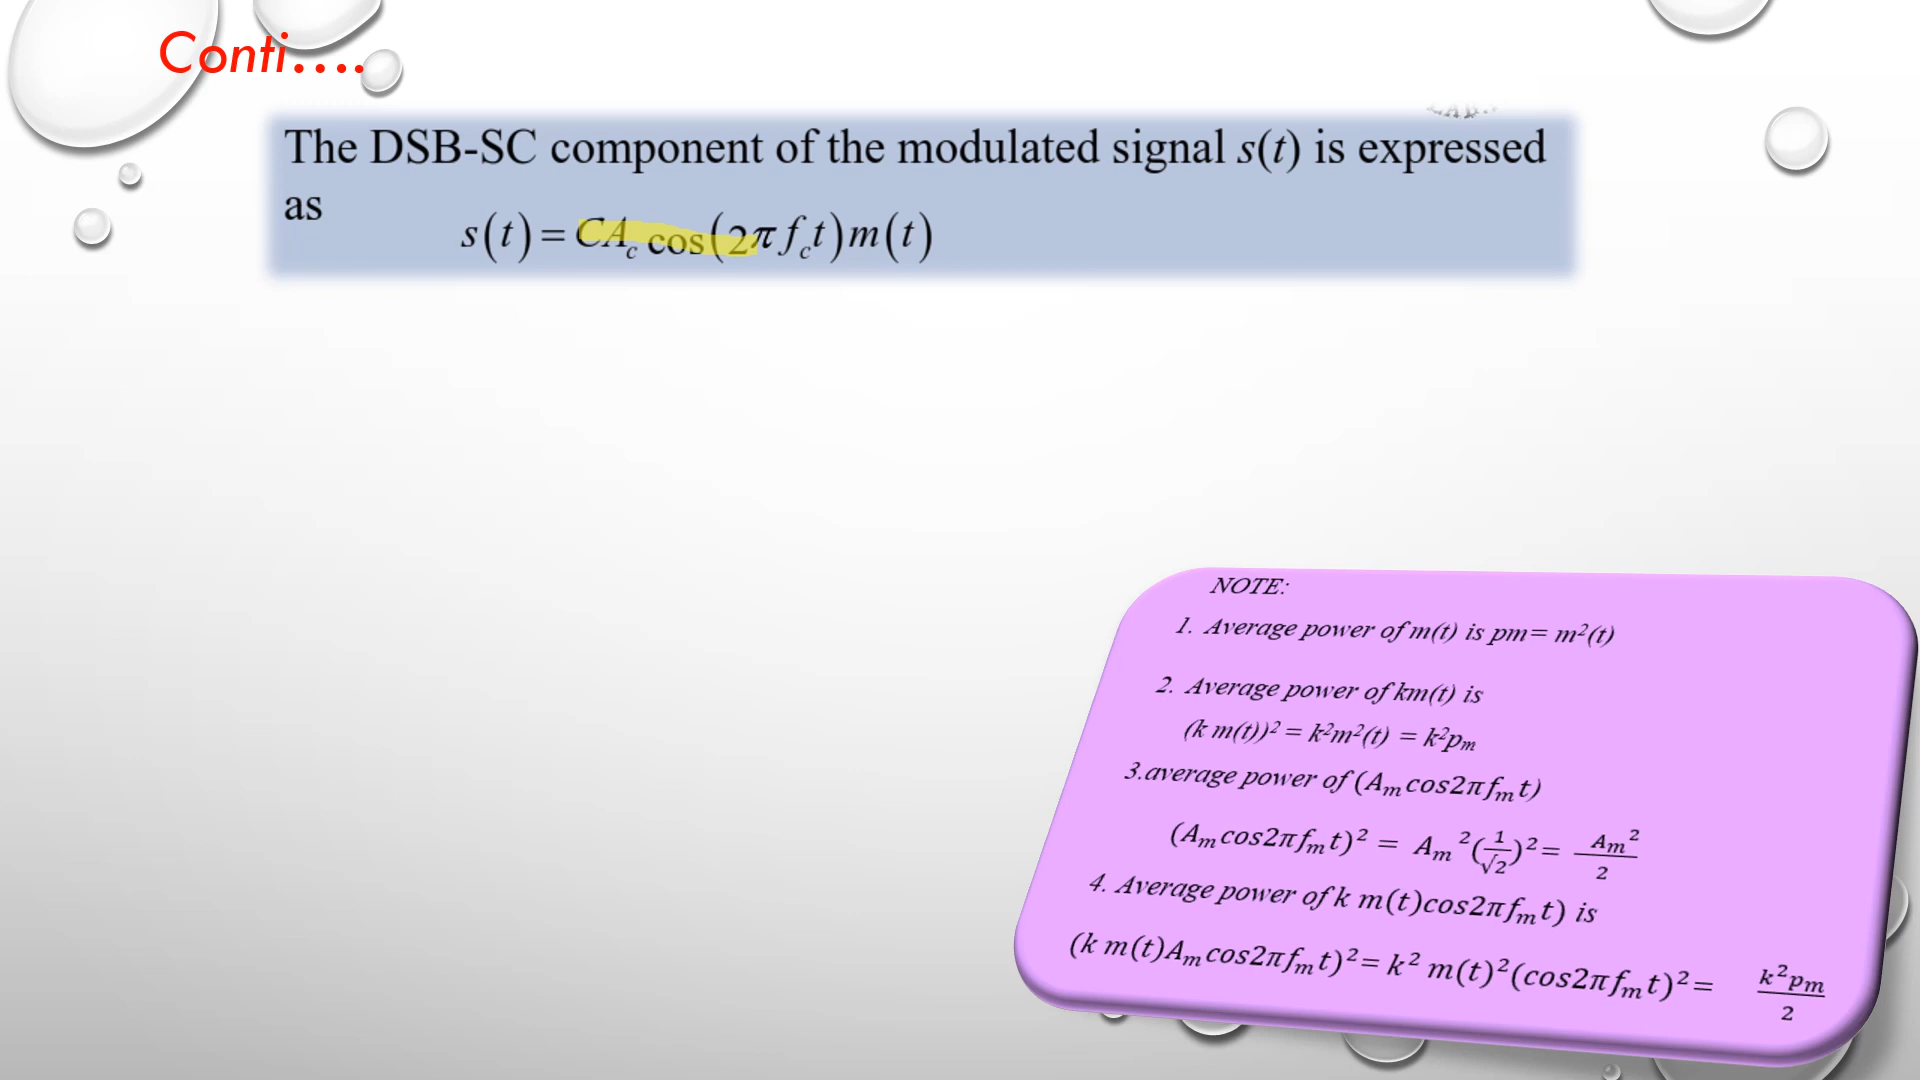 Conti....
The DSB-SC component of the modulated signal s(t) is expressed
as
s(t) = CA_c cos(2πf_c t)m(t)
NOTE:
1. Average power of m(t) is pm= m²(t)
2. Average power of km(t) is
(k m(t))² = k²m²(t) = k²p_m
3.average power of (A_m cos2πf_m t)
(A_m cos2πf_m t)² = A_m²(1/√2)²= A_m²/2
4. Average power of k m(t)cos2πf_m t) is
(k m(t)A_m cos2πf_m t)²= k² m(t)²(cos2πf_m t)²= k²p_m/2